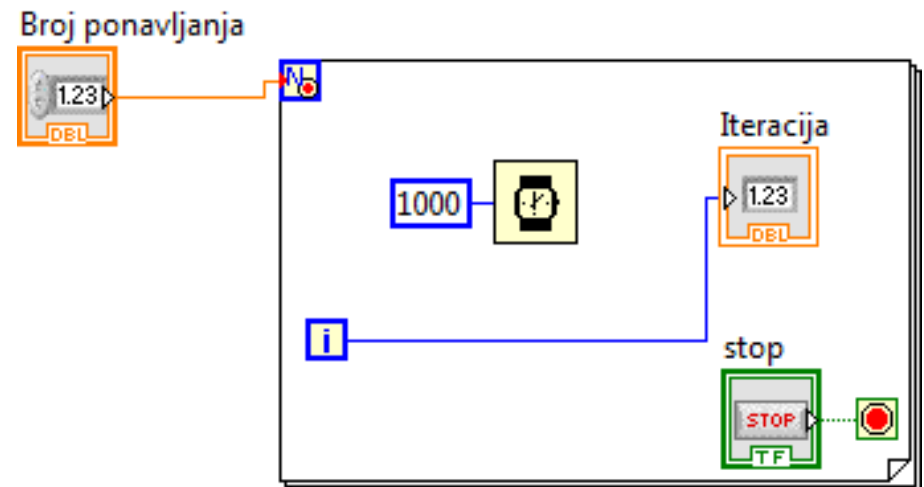 Broj ponavljanja
1.23
DBL
N
Iteracija
1000
1.23
DBL
i
stop
STOP
TF